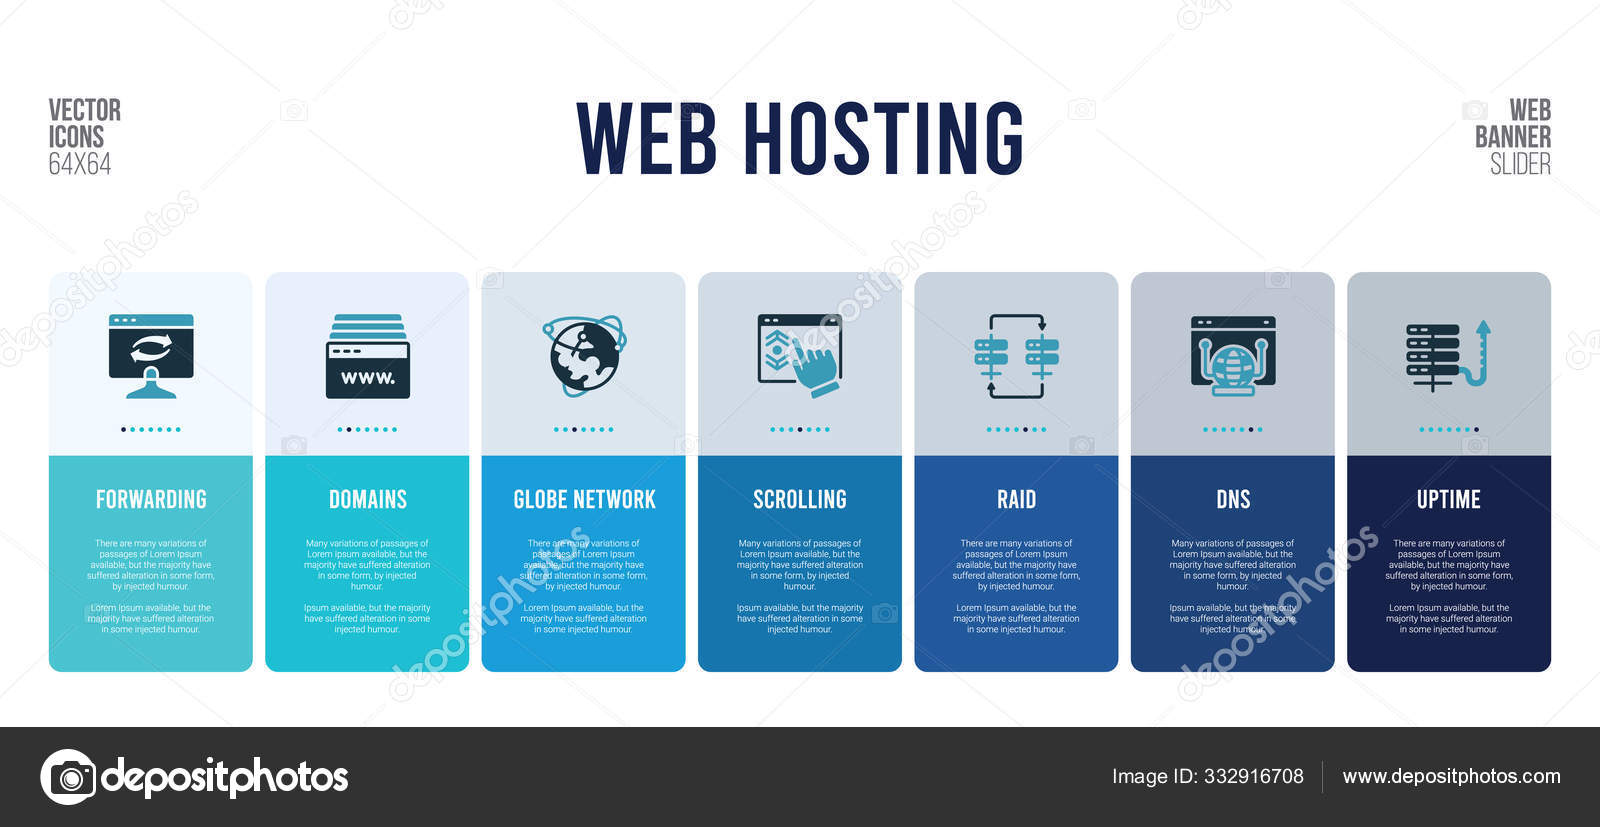 VECTOR
ICONS
64X64
WEB HOSTING
WEB
BANNER
SLIDER
www.
FORWARDING
There are many variations of
passages of Lorem Ipsum
available, but the majority have
suffered alteration in some form,
by injected humour.
Lorem Ipsum available, but the
majority have suffered alteration
in some injected humour.
DOMAINS
Many variations of passages of
Lorem Ipsum available, but the
majority have suffered alteration
in some form, by injected
humour.
Ipsum available, but the majority
have suffered alteration in some
injected humour.
GLOBE NETWORK
There are many variations of
passages of Lorem Ipsum
available, but the majority have
suffered alteration in some form,
by injected humour.
Lorem Ipsum available, but the
majority have suffered alteration
in some injected humour.
SCROLLING
Many variations of passages of
Lorem Ipsum available, but the
majority have suffered alteration
in some form, by injected
humour.
Ipsum available, but the majority
have suffered alteration in some
injected humour.
RAID
There are many variations of
passages of Lorem Ipsum
available, but the majority have
suffered alteration in some form,
by injected humour.
Lorem Ipsum available, but the
majority have suffered alteration
in some injected humour.
DNS
Many variations of passages of
Lorem Ipsum available, but the
majority have suffered alteration
in some form, by injected
humour.
Ipsum available, but the majority
have suffered alteration in some
injected humour.
UPTIME
There are many variations of
passages of Lorem Ipsum
available, but the majority have
suffered alteration in some form,
by injected humour.
Lorem Ipsum available, but the
majority have suffered alteration
in some injected humour.
depositphotos
depositphotos
depositphotos
depositphotos
depositphotos
depositphotos
depositphotos
Image ID: 332916708
www.depositphotos.com